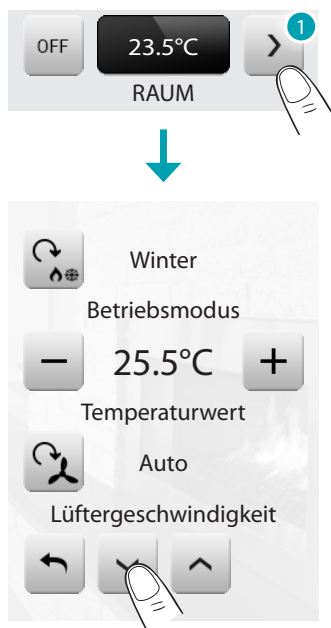 OFF 23.5°C 1
RAUM
Winter
Betriebsmodus
− 25.5°C +
Temperaturwert
Auto
Lüftergeschwindigkeit